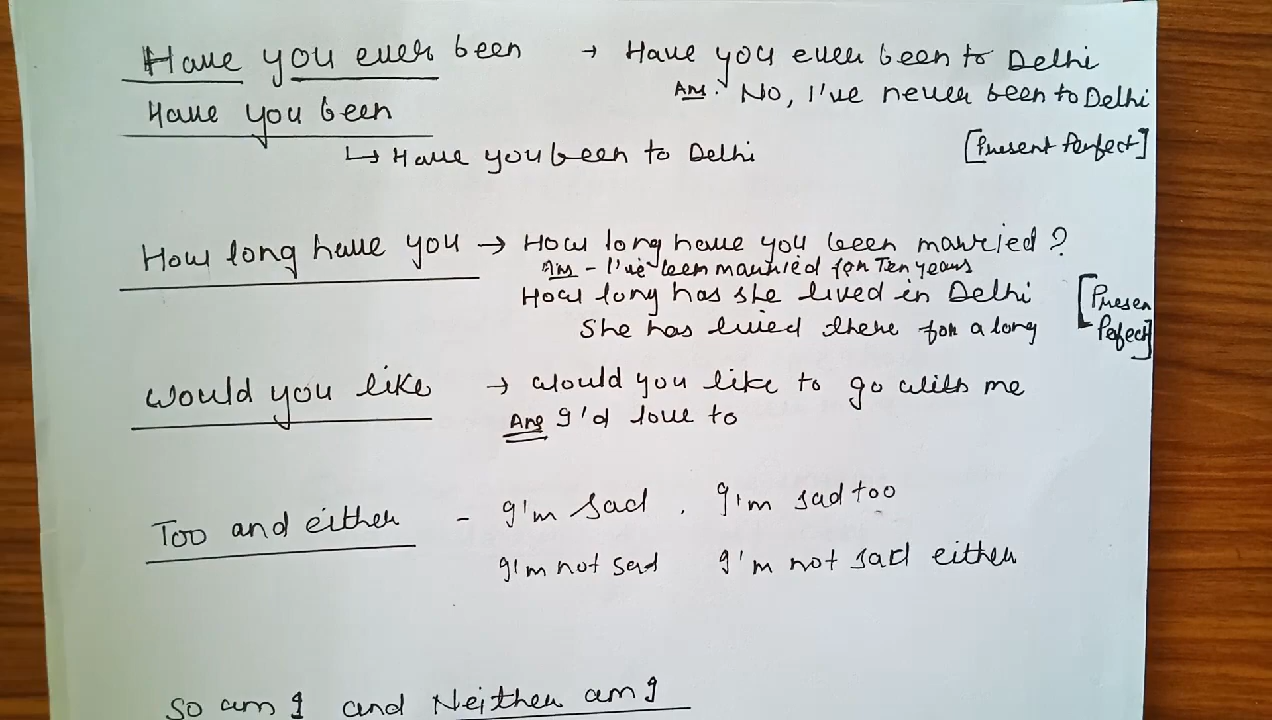 Have you ever been → Have you ever been to Delhi
Ans. No, I've never been to Delhi
Have you been
↳ Have you been to Delhi [Present Perfect]
How long have you → How long have you been married?
Ans - I've been married for Ten years
How long has she lived in Delhi [Presen
She has lived there for a long Pefect]
would you like → Would you like to go with me
Ans I'd love to
Too and either - I'm sad. I'm sad too
I'm not sad I'm not sad either
So am I and Neither am I